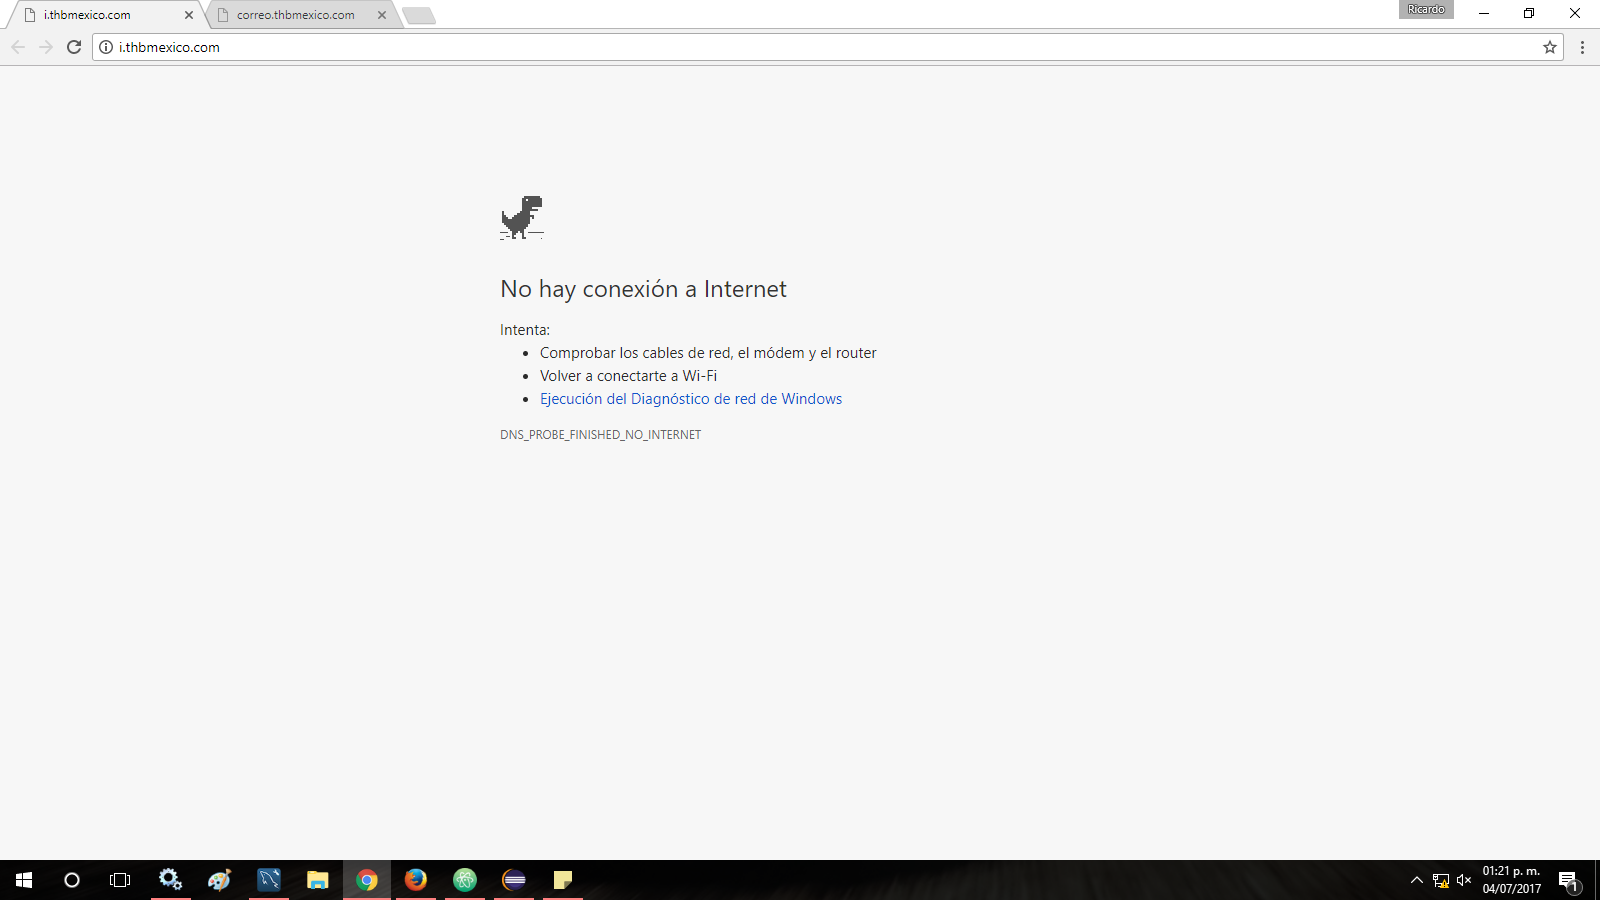 i.thbmexico.com
correo.thbmexico.com
Ricardo
i.thbmexico.com
No hay conexión a Internet
Intenta:
Comprobar los cables de red, el módem y el router
Volver a conectarte a Wi-Fi
Ejecución del Diagnóstico de red de Windows
DNS_PROBE_FINISHED_NO_INTERNET
01:21 p. m.
04/07/2017
1